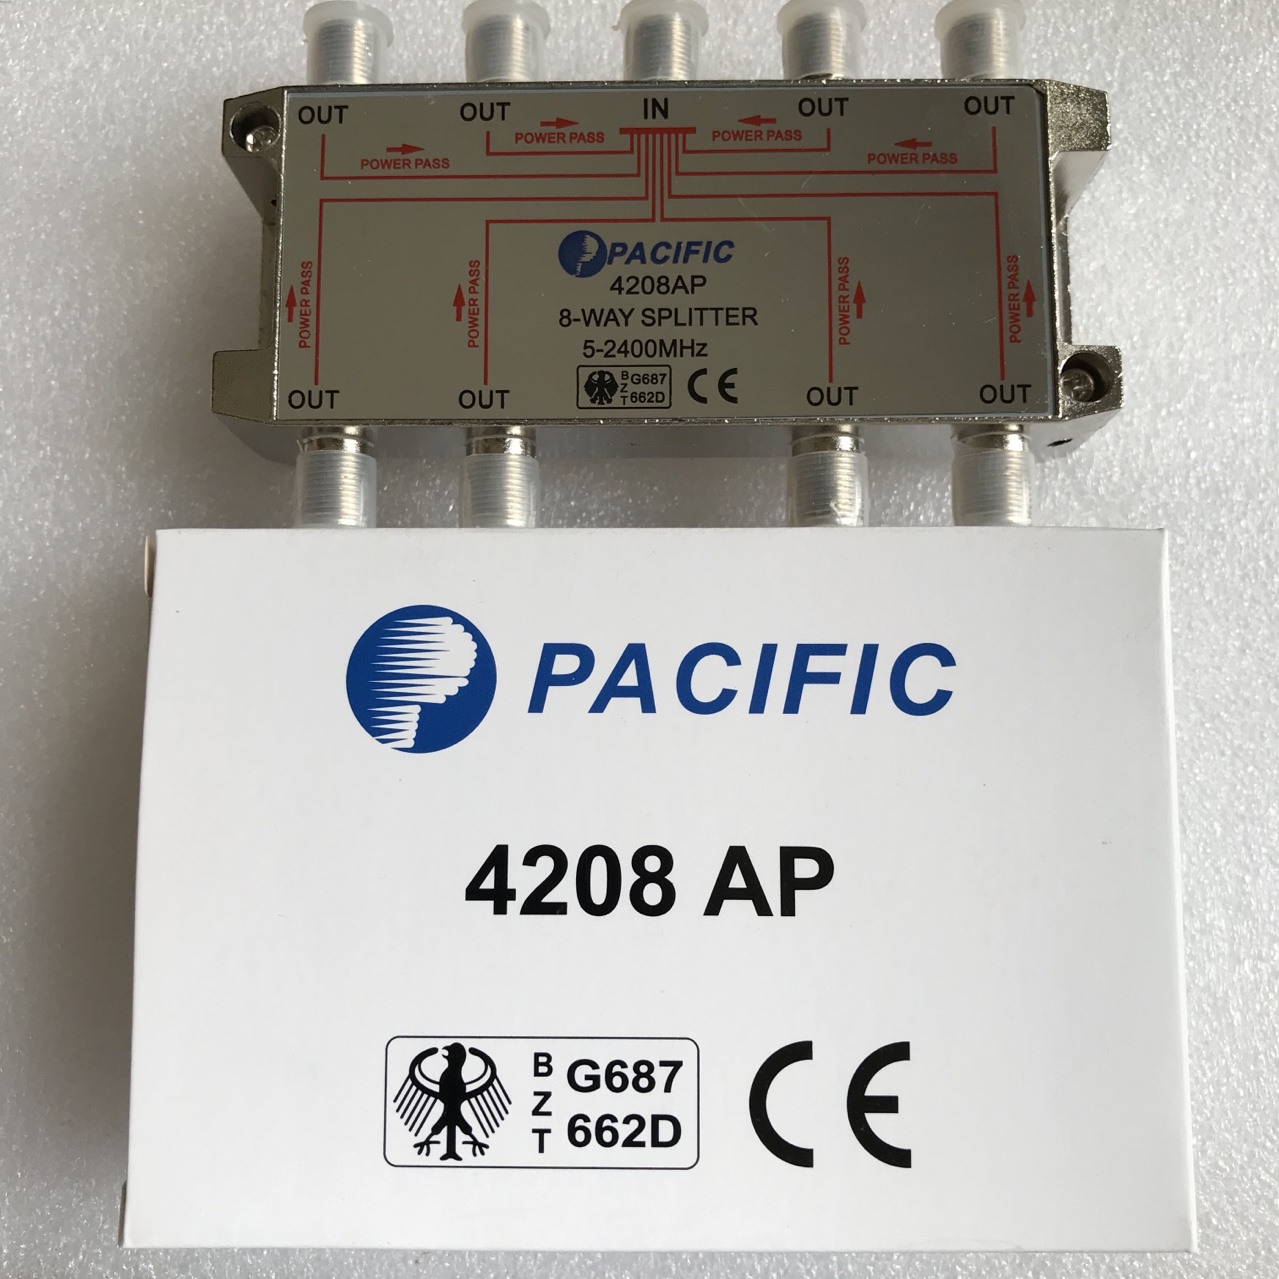 OUT OUT IN OUT OUT
POWER PASS POWER PASS POWER PASS POWER PASS
POWER PASS POWER PASS POWER PASS POWER PASS
PACIFIC
4208AP
8-WAY SPLITTER
5-2400MHz
BZT G687 662D CE
OUT OUT OUT OUT
PACIFIC
4208 AP
BZT G687
662D
CE